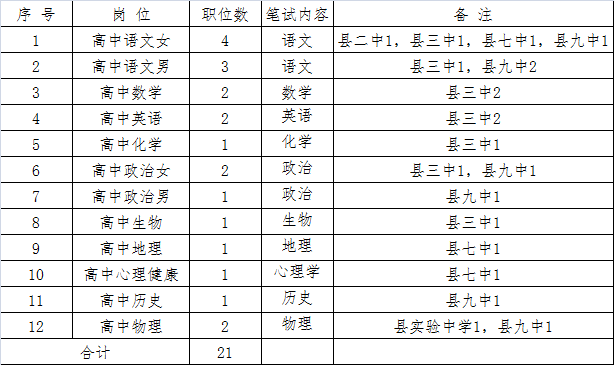 序 号 岗 位 职位数 笔试内容 备 注
1 高中语文女 4 语文 县二中1，县三中1，县七中1，县九中1
2 高中语文男 3 语文 县三中1，县九中2
3 高中数学 2 数学 县三中2
4 高中英语 2 英语 县三中2
5 高中化学 1 化学 县三中1
6 高中政治女 2 政治 县三中1，县九中1
7 高中政治男 1 政治 县九中1
8 高中生物 1 生物 县三中1
9 高中地理 1 地理 县七中1
10 高中心理健康 1 心理学 县七中1
11 高中历史 1 历史 县九中1
12 高中物理 2 物理 县实验中学1，县九中1
合计 21